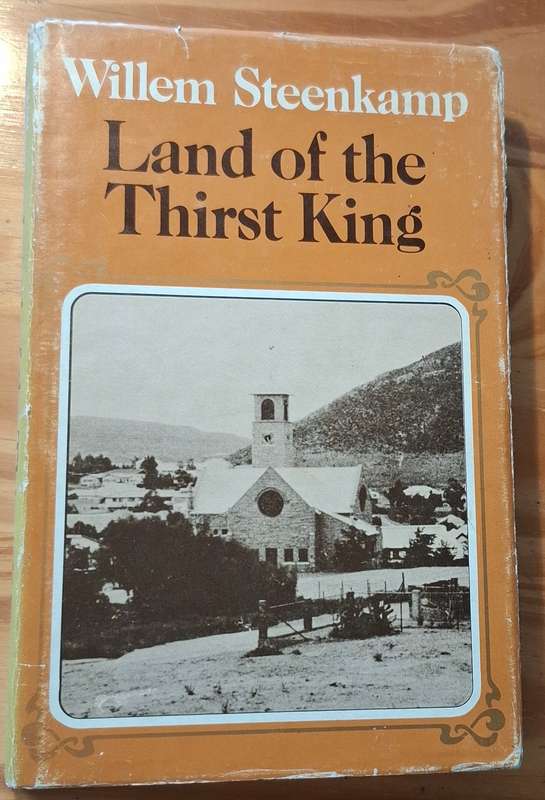 Willem Steenkamp
Land of the
Thirst King